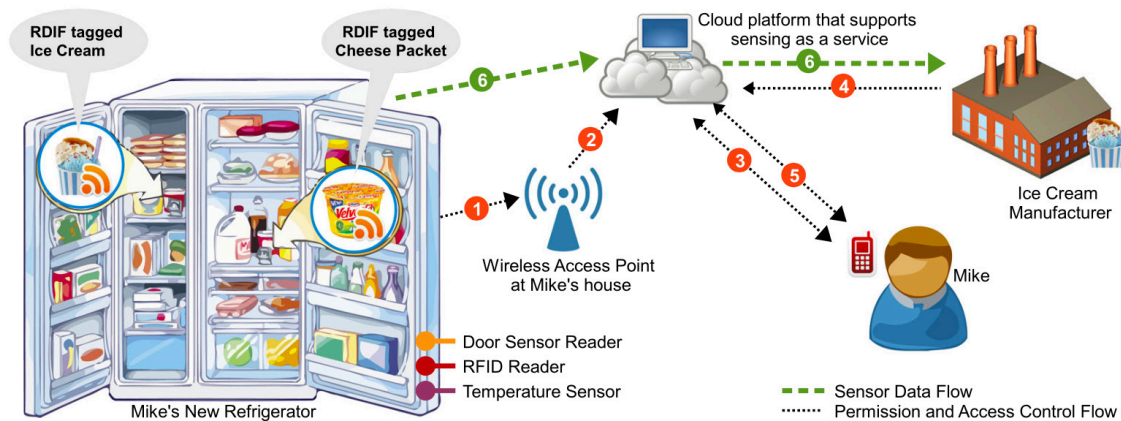 RDIF tagged
Ice Cream
RDIF tagged
Cheese Packet
Cloud platform that supports
sensing as a service
6
6
4
2
3
5
1
Velv
Ice Cream
Manufacturer
Wireless Access Point
at Mike's house
Mike
Door Sensor Reader
RFID Reader
Temperature Sensor
Mike's New Refrigerator
Sensor Data Flow
Permission and Access Control Flow